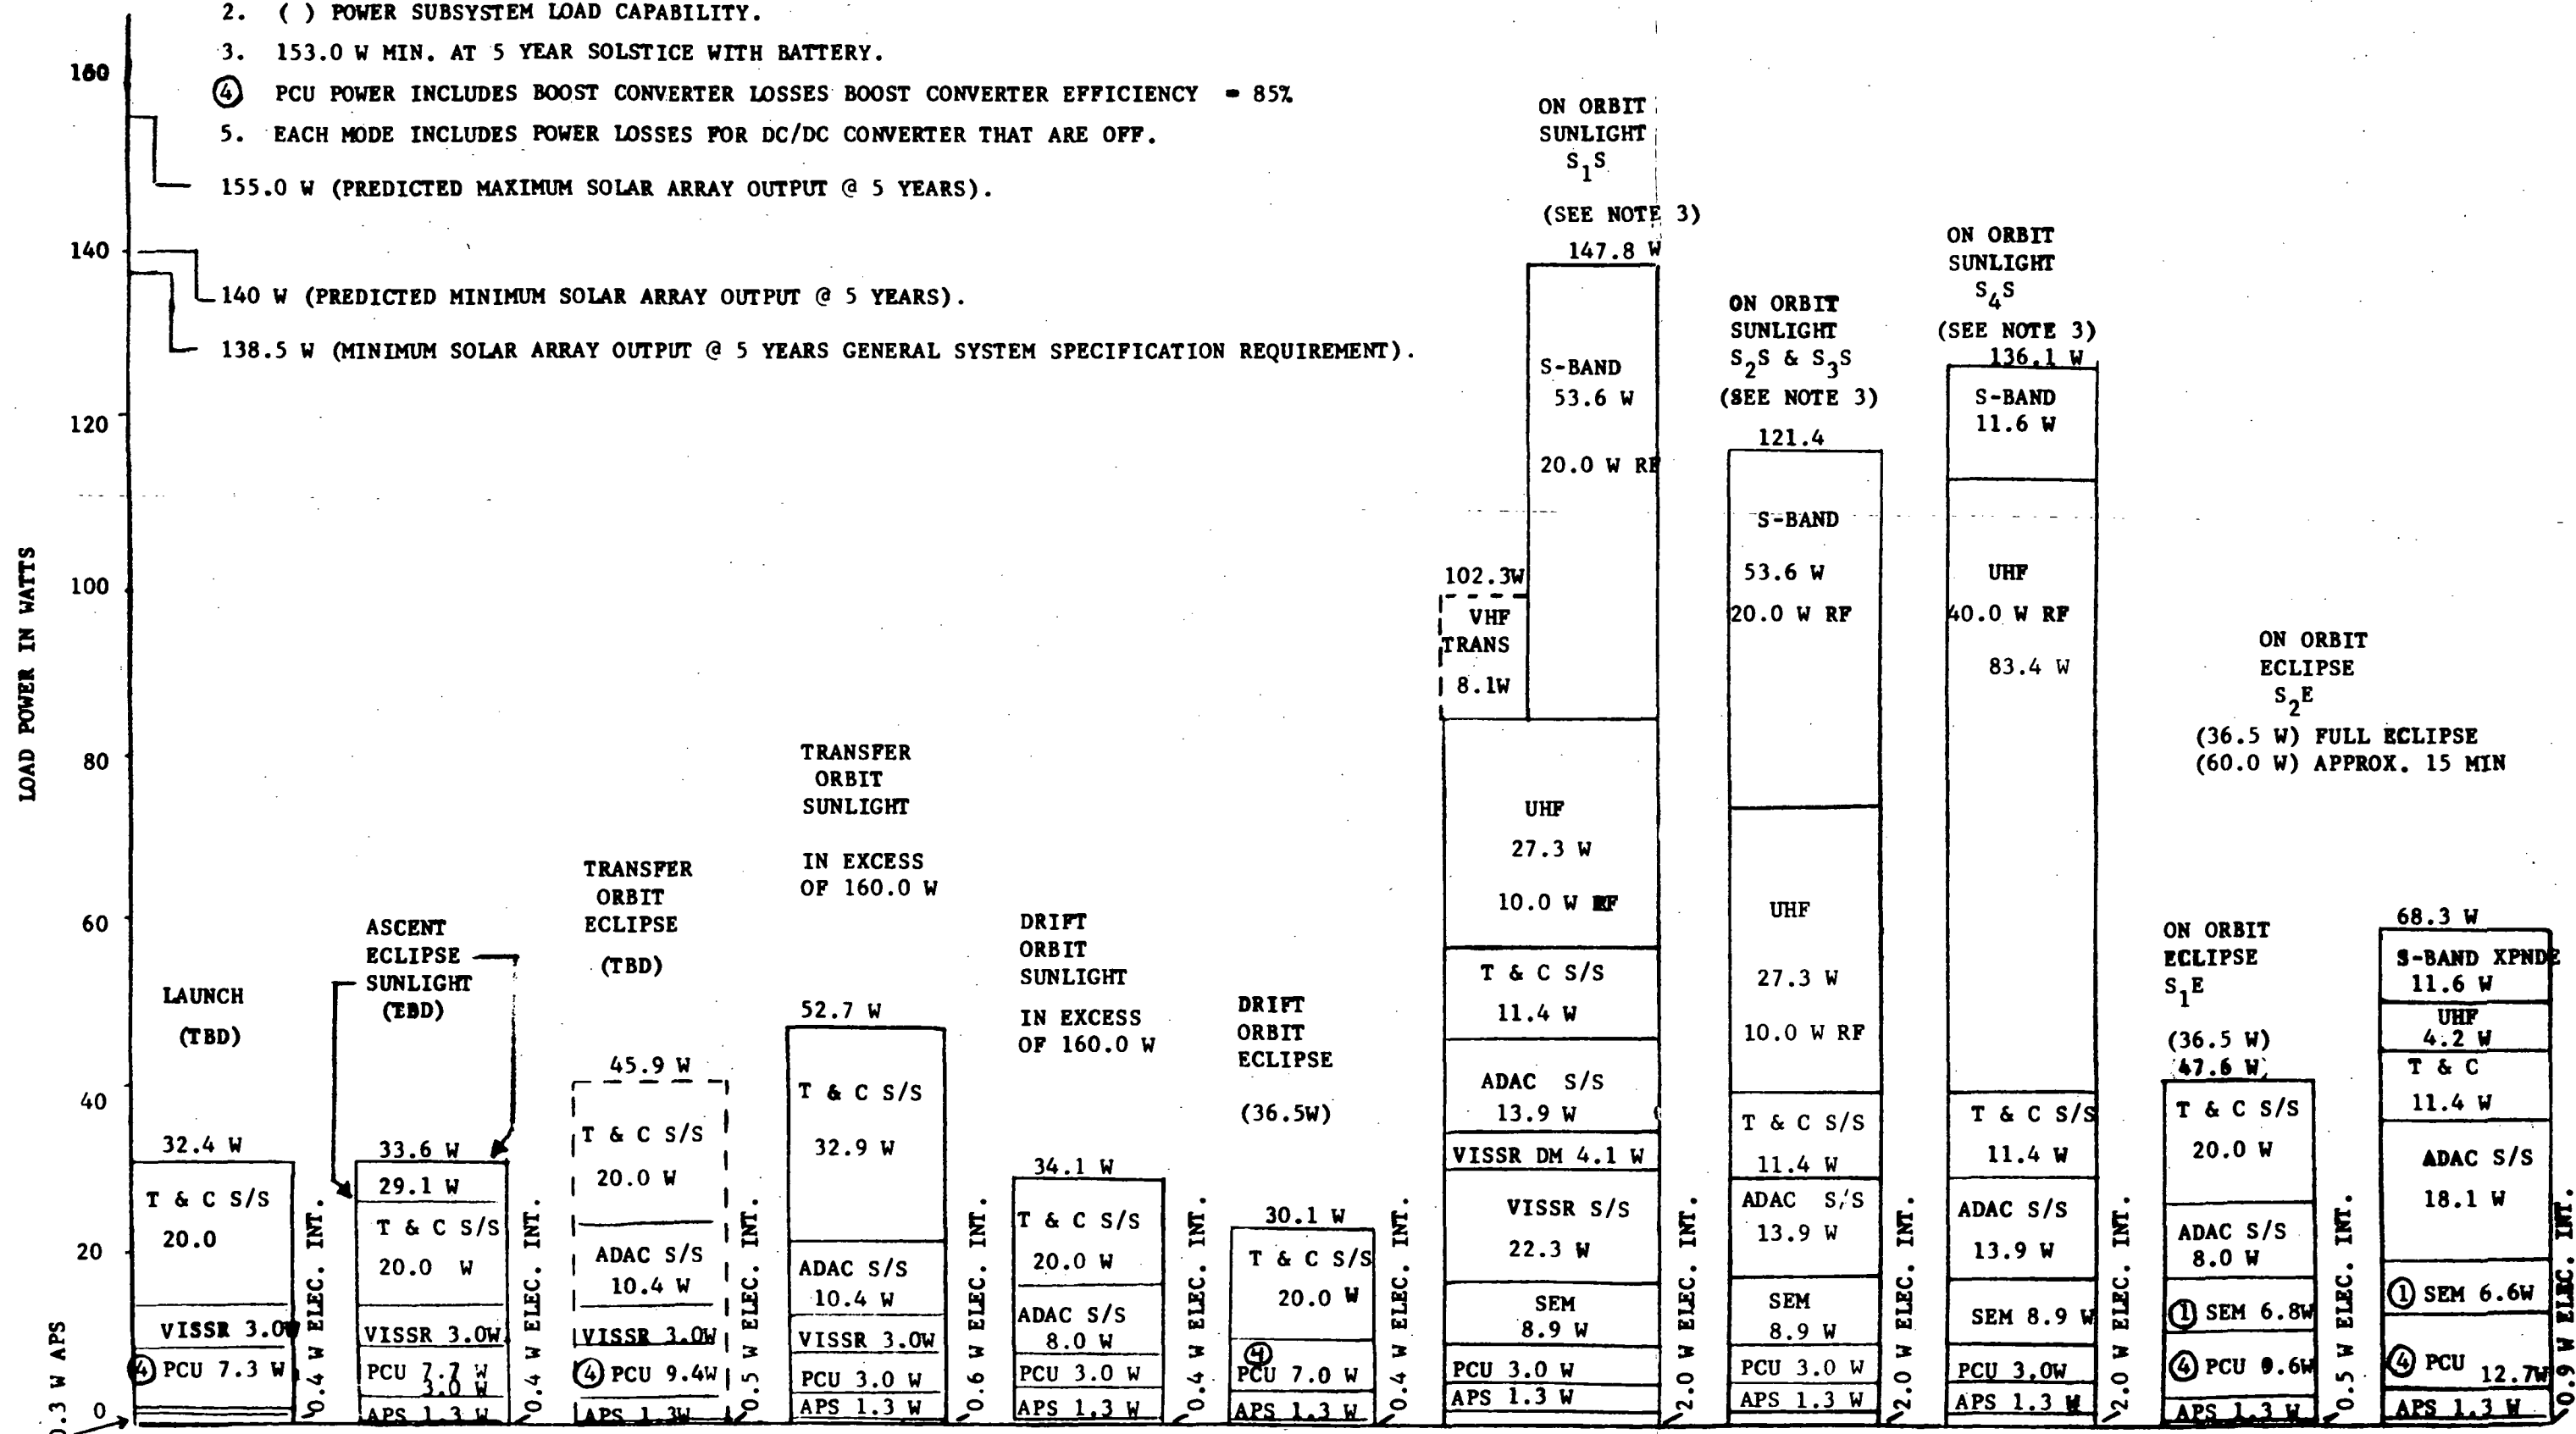 2. ( ) POWER SUBSYSTEM LOAD CAPABILITY.
3. 153.0 W MIN. AT 5 YEAR SOLSTICE WITH BATTERY.
4 PCU POWER INCLUDES BOOST CONVERTER LOSSES BOOST CONVERTER EFFICIENCY = 85%
5. EACH MODE INCLUDES POWER LOSSES FOR DC/DC CONVERTER THAT ARE OFF.
155.0 W (PREDICTED MAXIMUM SOLAR ARRAY OUTPUT @ 5 YEARS).
140 W (PREDICTED MINIMUM SOLAR ARRAY OUTPUT @ 5 YEARS).
138.5 W (MINIMUM SOLAR ARRAY OUTPUT @ 5 YEARS GENERAL SYSTEM SPECIFICATION REQUIREMENT).
LOAD POWER IN WATTS
160
140
120
100
80
60
40
20
0
0.3 W APS
LAUNCH
(TBD)
32.4 W
T & C S/S
20.0
VISSR 3.0W
4 PCU 7.3 W
0.4 W ELEC. INT.
ASCENT
ECLIPSE
SUNLIGHT
(TBD)
33.6 W
29.1 W
T & C S/S
20.0 W
VISSR 3.0W
PCU 7.7 W
3.0 W
APS 1.3 W
0.4 W ELEC. INT.
TRANSFER
ORBIT
ECLIPSE
(TBD)
45.9 W
T & C S/S
20.0 W
ADAC S/S
10.4 W
VISSR 3.0W
4 PCU 9.4W
APS 1.3W
0.5 W ELEC. INT.
TRANSFER
ORBIT
SUNLIGHT
IN EXCESS
OF 160.0 W
52.7 W
T & C S/S
32.9 W
ADAC S/S
10.4 W
VISSR 3.0W
PCU 3.0 W
APS 1.3 W
0.6 W ELEC. INT.
DRIFT
ORBIT
SUNLIGHT
IN EXCESS
OF 160.0 W
34.1 W
T & C S/S
20.0 W
ADAC S/S
8.0 W
PCU 3.0 W
APS 1.3 W
0.4 W ELEC. INT.
DRIFT
ORBIT
ECLIPSE
(36.5W)
30.1 W
T & C S/S
20.0 W
4
PCU 7.0 W
APS 1.3 W
0.4 W ELEC. INT.
ON ORBIT
SUNLIGHT
S1S
(SEE NOTE 3)
147.8 W
S-BAND
53.6 W
20.0 W RF
102.3W
VHF
TRANS
8.1W
UHF
27.3 W
10.0 W RF
T & C S/S
11.4 W
ADAC S/S
13.9 W
VISSR DM 4.1 W
VISSR S/S
22.3 W
SEM
8.9 W
PCU 3.0 W
APS 1.3 W
2.0 W ELEC. INT.
ON ORBIT
SUNLIGHT
S2S & S3S
(SEE NOTE 3)
121.4
S-BAND
53.6 W
20.0 W RF
UHF
27.3 W
10.0 W RF
T & C S/S
11.4 W
ADAC S/S
13.9 W
SEM
8.9 W
PCU 3.0 W
APS 1.3 W
2.0 W ELEC. INT.
ON ORBIT
SUNLIGHT
S4S
(SEE NOTE 3)
136.1 W
S-BAND
11.6 W
UHF
40.0 W RF
83.4 W
T & C S/S
11.4 W
ADAC S/S
13.9 W
SEM 8.9 W
PCU 3.0W
APS 1.3 W
2.0 W ELEC. INT.
ON ORBIT
ECLIPSE
S1E
(36.5 W)
47.6 W
T & C S/S
20.0 W
ADAC S/S
8.0 W
1 SEM 6.8W
4 PCU
APS 1.3 W
0.5 W ELEC. INT.
ON ORBIT
ECLIPSE
S2E
(36.5 W) FULL ECLIPSE
(60.0 W) APPROX. 15 MIN
68.3 W
S-BAND XPNDE
11.6 W
UHF
4.2 W
T & C
11.4 W
ADAC S/S
18.1 W
1 SEM 6.6W
4 PCU 12.7W
APS 1.3 W
0.9 W ELEC. INT.